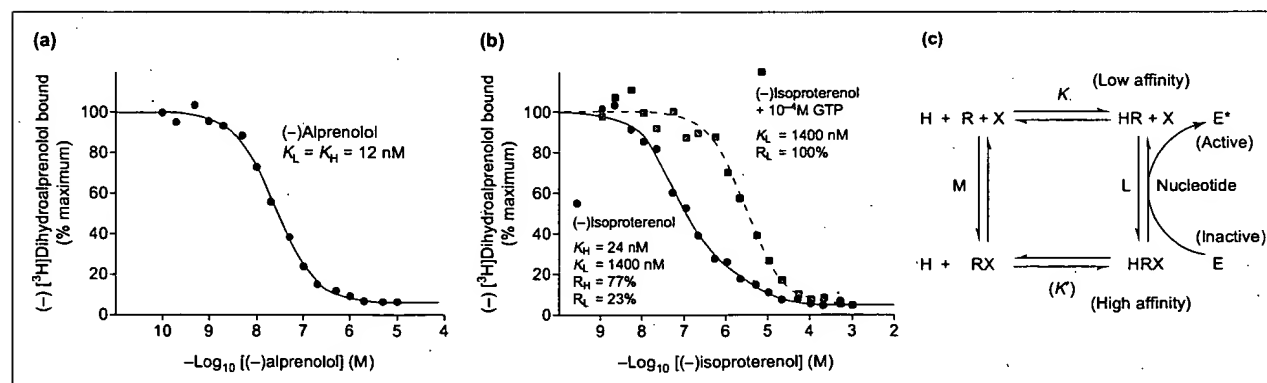 (a)
(−) [³H]Dihydroalprenolol bound
(% maximum)
100
80
60
40
20
0
(−)Alprenolol
K_L = K_H = 12 nM
10 9 8 7 6 5 4
−Log₁₀ [(−)alprenolol] (M)
(b)
(−) [³H]Dihydroalprenolol bound
(% maximum)
100
80
60
40
20
0
(−)Isoproterenol
+ 10⁻⁴M GTP
K_L = 1400 nM
R_L = 100%
(−)Isoproterenol
K_H = 24 nM
K_L = 1400 nM
R_H = 77%
R_L = 23%
9 8 7 6 5 4 3 2
−Log₁₀ [(−)isoproterenol] (M)
(c)
K (Low affinity)
H + R + X HR + X E*
(Active)
M L Nucleotide
(Inactive)
H + RX HRX E
(K')
(High affinity)